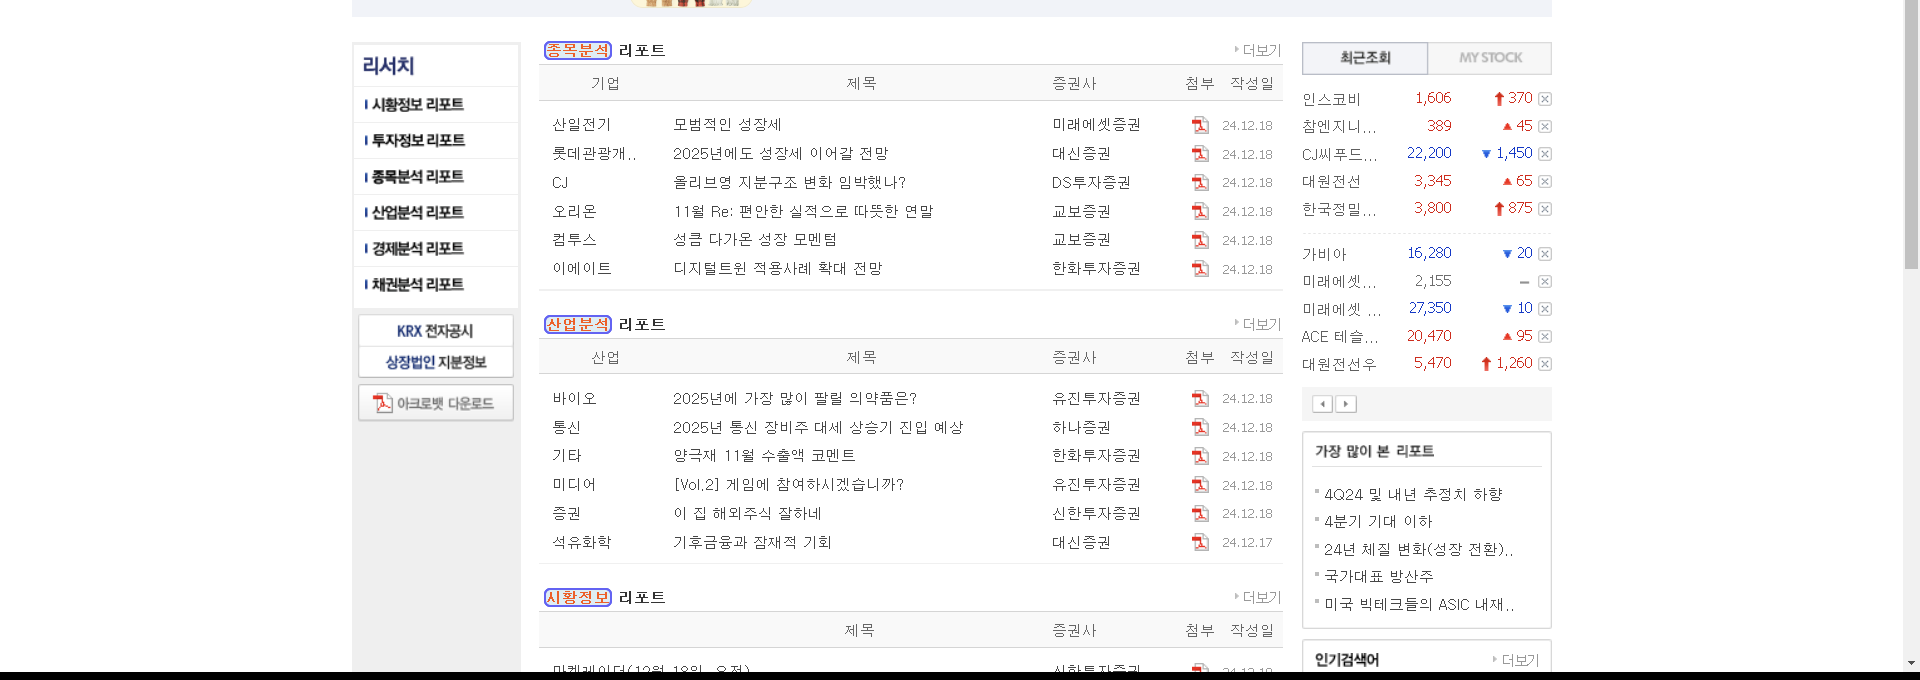 리서치
시황정보 리포트
투자정보 리포트
종목분석 리포트
산업분석 리포트
경제분석 리포트
채권분석 리포트
KRX 전자공시
상장법인 지분정보
아크로뱃 다운로드
종목분석 리포트 더보기
기업 제목 증권사 첨부 작성일
산일전기 모범적인 성장세 미래에셋증권 24.12.18
롯데관광개.. 2025년에도 성장세 이어갈 전망 대신증권 24.12.18
CJ 올리브영 지분구조 변화 임박했나? DS투자증권 24.12.18
오리온 11월 Re: 편안한 실적으로 따뜻한 연말 교보증권 24.12.18
컴투스 성큼 다가온 성장 모멘텀 교보증권 24.12.18
이에이트 디지털트윈 적용사례 확대 전망 한화투자증권 24.12.18
산업분석 리포트 더보기
산업 제목 증권사 첨부 작성일
바이오 2025년에 가장 많이 팔릴 의약품은? 유진투자증권 24.12.18
통신 2025년 통신 장비주 대세 상승기 진입 예상 하나증권 24.12.18
기타 양극재 11월 수출액 코멘트 한화투자증권 24.12.18
미디어 [Vol.2] 게임에 참여하시겠습니까? 유진투자증권 24.12.18
증권 이 집 해외주식 잘하네 신한투자증권 24.12.18
석유화학 기후금융과 잠재적 기회 대신증권 24.12.17
시황정보 리포트 더보기
제목 증권사 첨부 작성일
마켓레이더(12월 18일, 오전) 신한투자증권 24.12.18
최근조회 MY STOCK
인스코비 1,606 370
참엔지니... 389 45
CJ씨푸드... 22,200 1,450
대원전선 3,345 65
한국정밀... 3,800 875
가비아 16,280 20
미래에셋... 2,155 –
미래에셋 ... 27,350 10
ACE 테슬... 20,470 95
대원전선우 5,470 1,260
가장 많이 본 리포트
4Q24 및 내년 추정치 하향
4분기 기대 이하
24년 체질 변화(성장 전환)..
국가대표 방산주
미국 빅테크들의 ASIC 내재..
인기검색어 더보기